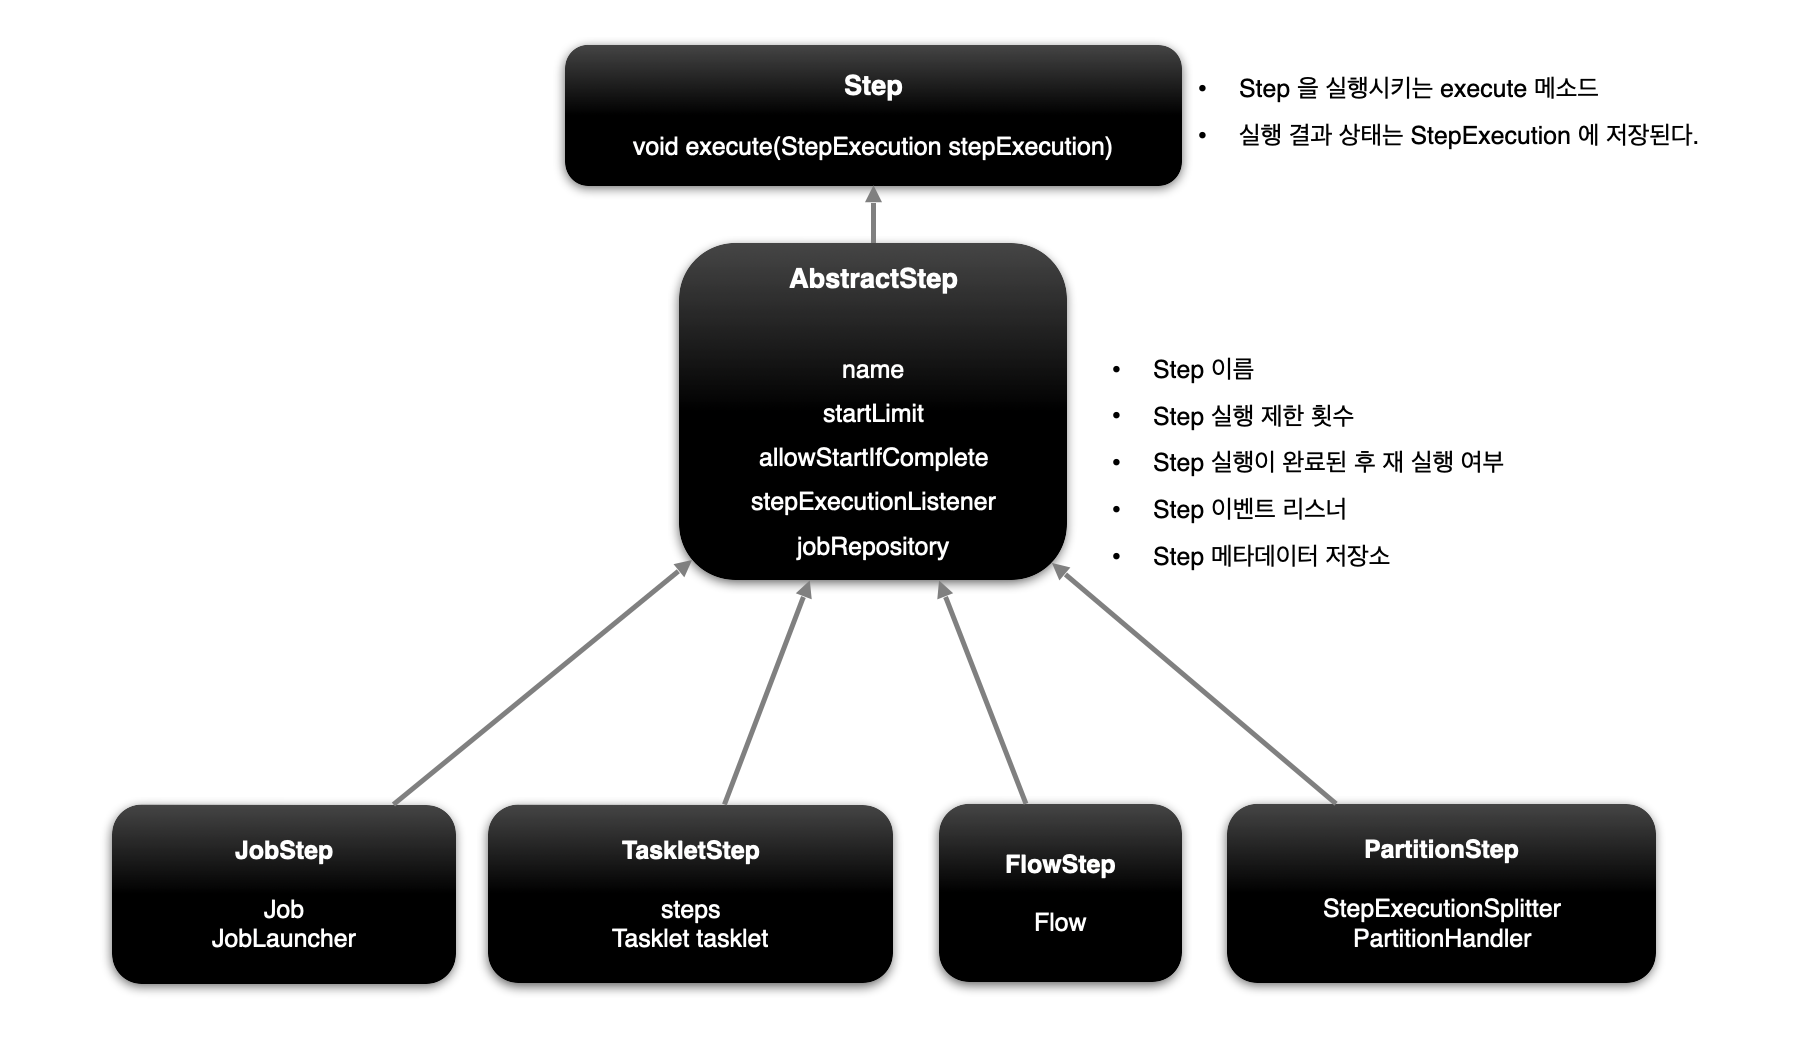 Step
void execute(StepExecution stepExecution)
• Step 을 실행시키는 execute 메소드
• 실행 결과 상태는 StepExecution 에 저장된다.
AbstractStep
name
startLimit
allowStartIfComplete
stepExecutionListener
jobRepository
• Step 이름
• Step 실행 제한 횟수
• Step 실행이 완료된 후 재 실행 여부
• Step 이벤트 리스너
• Step 메타데이터 저장소
JobStep
Job
JobLauncher
TaskletStep
steps
Tasklet tasklet
FlowStep
Flow
PartitionStep
StepExecutionSplitter
PartitionHandler